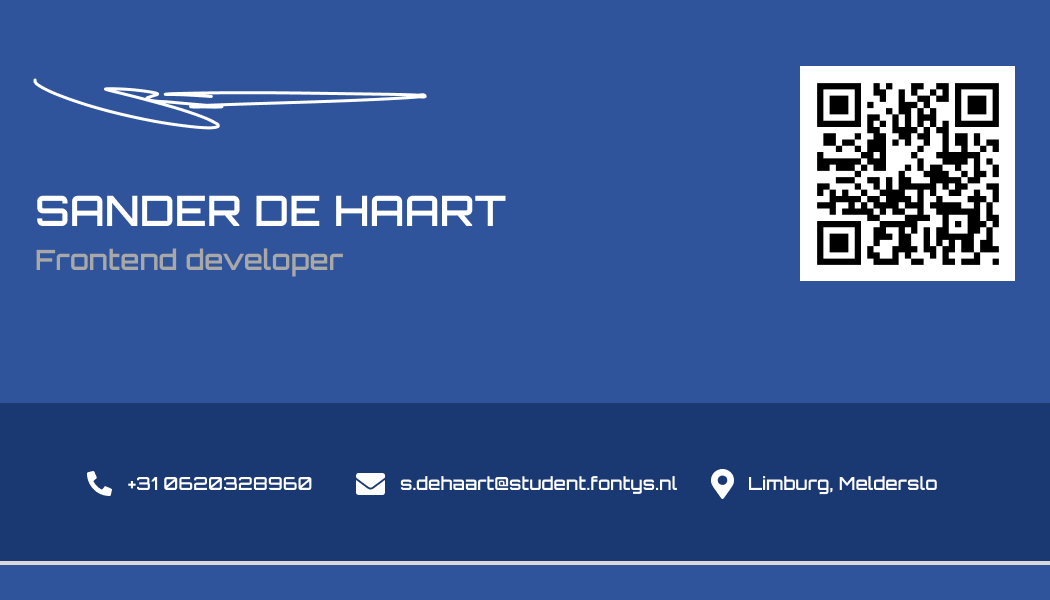 SANDER DE HAART
Frontend developer
+31 0620328960
s.dehaart@student.fontys.nl
Limburg, Melderslo